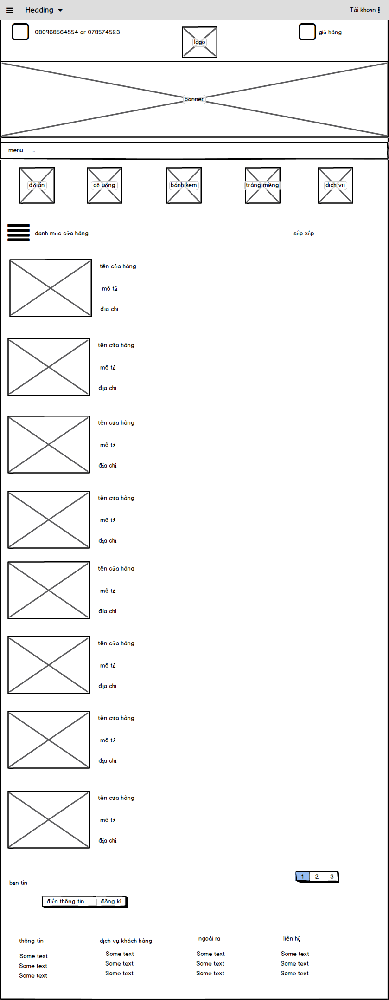 Heading
Tài khoản
080968564554 or 078574523
logo
giỏ hàng
banner
menu ...
đồ ăn
dồ uống
bánh kem
tráng miệng
dịch vụ
danh mục cửa hàng
sắp xếp
tên cửa hàng
mô tả
địa chỉ
tên cửa hàng
mô tả
địa chỉ
tên cửa hàng
mô tả
địa chỉ
tên cửa hàng
mô tả
địa chỉ
tên cửa hàng
mô tả
địa chỉ
tên cửa hàng
mô tả
địa chỉ
tên cửa hàng
mô tả
địa chỉ
tên cửa hàng
mô tả
địa chỉ
1 2 3
bản tin
điền thông tin ...... đăng kí
thông tin
Some text
Some text
Some text
dịch vụ khách hàng
Some text
Some text
Some text
ngoài ra
Some text
Some text
Some text
liên hệ
Some text
Some text
Some text